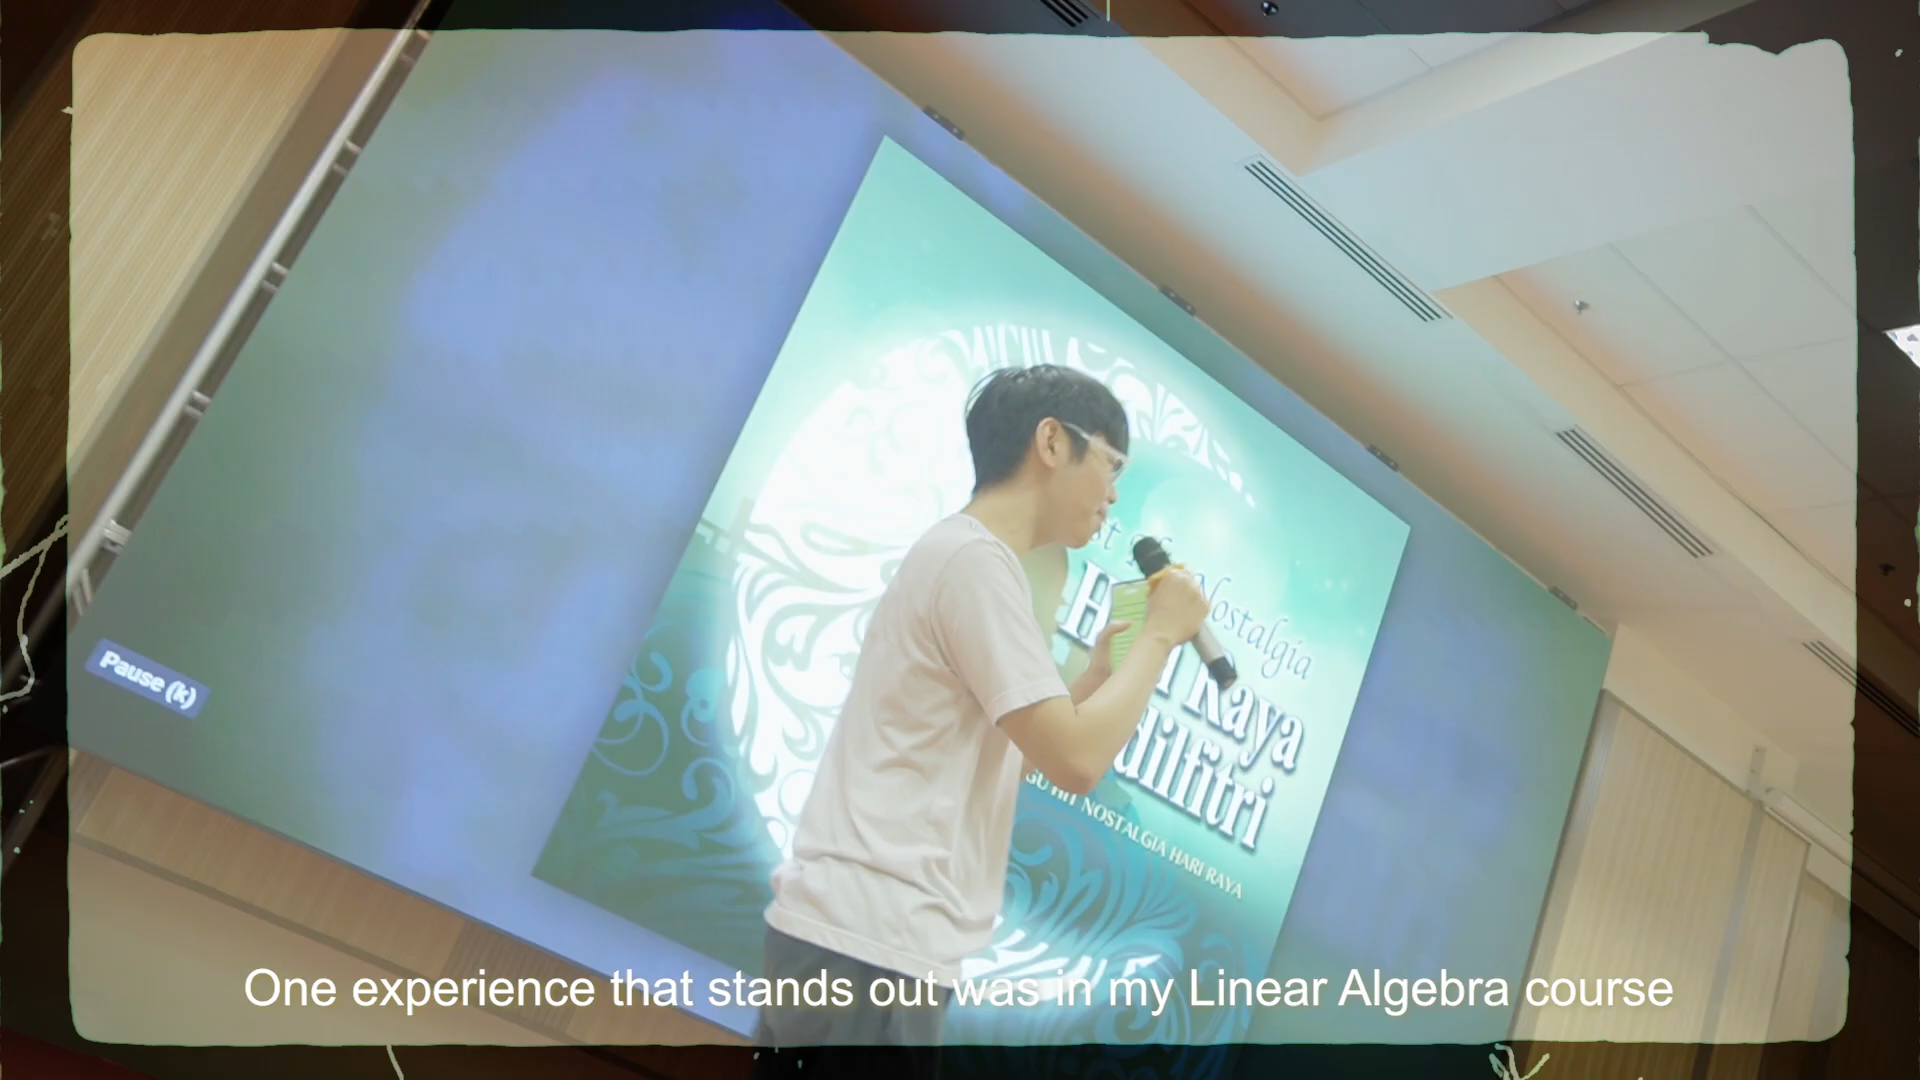 Nostalgia
Raya
dilfitri
NOSTALGIA HARI RAYA
Pause (k)
One experience that stands out was in my Linear Algebra course